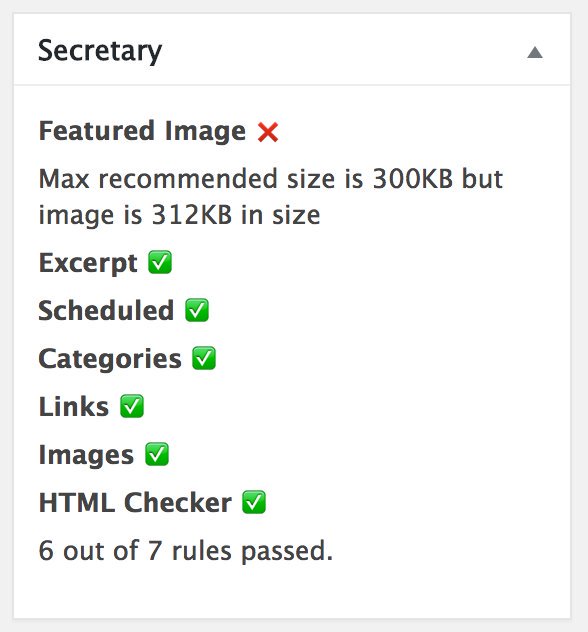 Secretary
Featured Image ❌
Max recommended size is 300KB but
image is 312KB in size
Excerpt ✅
Scheduled ✅
Categories ✅
Links ✅
Images ✅
HTML Checker ✅
6 out of 7 rules passed.